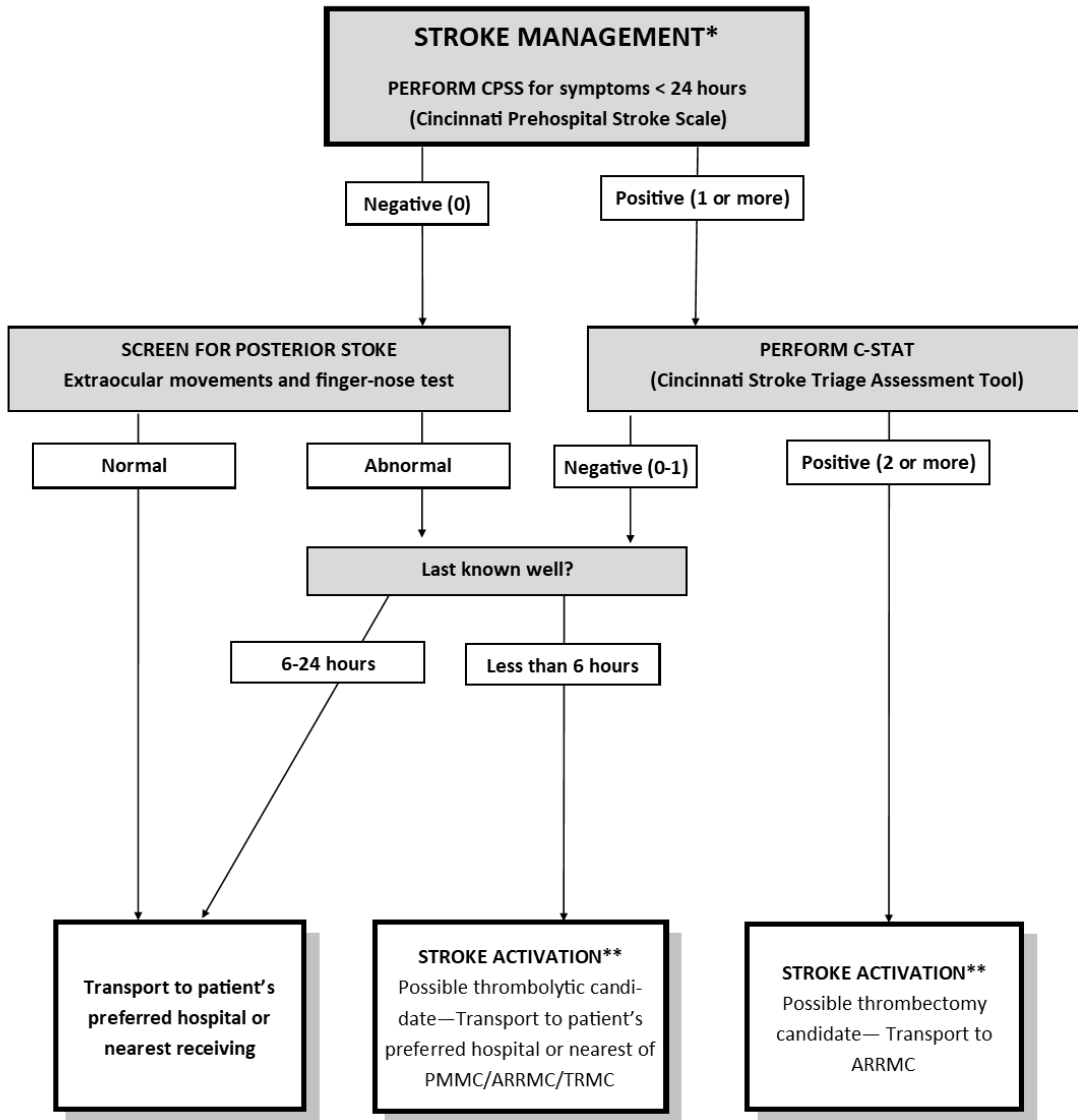 STROKE MANAGEMENT*
PERFORM CPSS for symptoms < 24 hours
(Cincinnati Prehospital Stroke Scale)
Negative (0)
Positive (1 or more)
SCREEN FOR POSTERIOR STOKE
Extraocular movements and finger-nose test
PERFORM C-STAT
(Cincinnati Stroke Triage Assessment Tool)
Normal
Abnormal
Negative (0-1)
Positive (2 or more)
Last known well?
6-24 hours
Less than 6 hours
Transport to patient’s
preferred hospital or
nearest receiving
STROKE ACTIVATION**
Possible thrombolytic candi-
date—Transport to patient’s
preferred hospital or nearest of
PMMC/ARRMC/TRMC
STROKE ACTIVATION**
Possible thrombectomy
candidate— Transport to
ARRMC